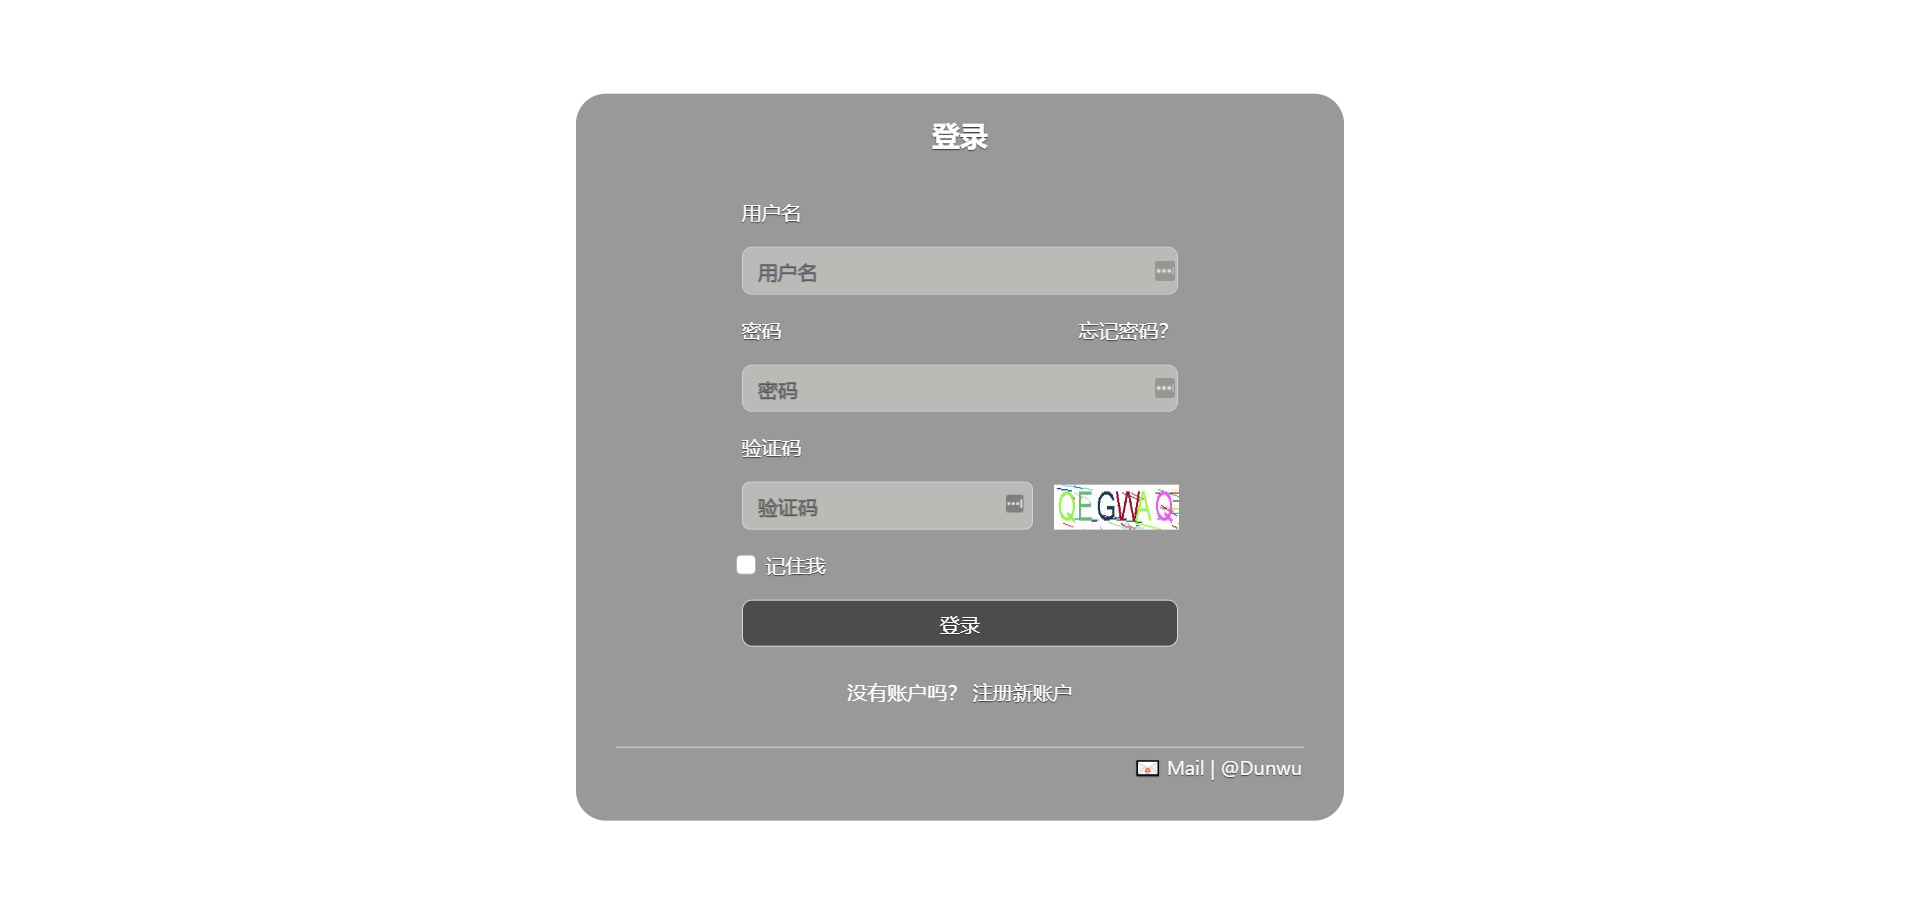 登录
用户名
用户名
密码 忘记密码?
密码
验证码
验证码 QEGWAQ
记住我
登录
没有账户吗? 注册新账户
Mail | @Dunwu